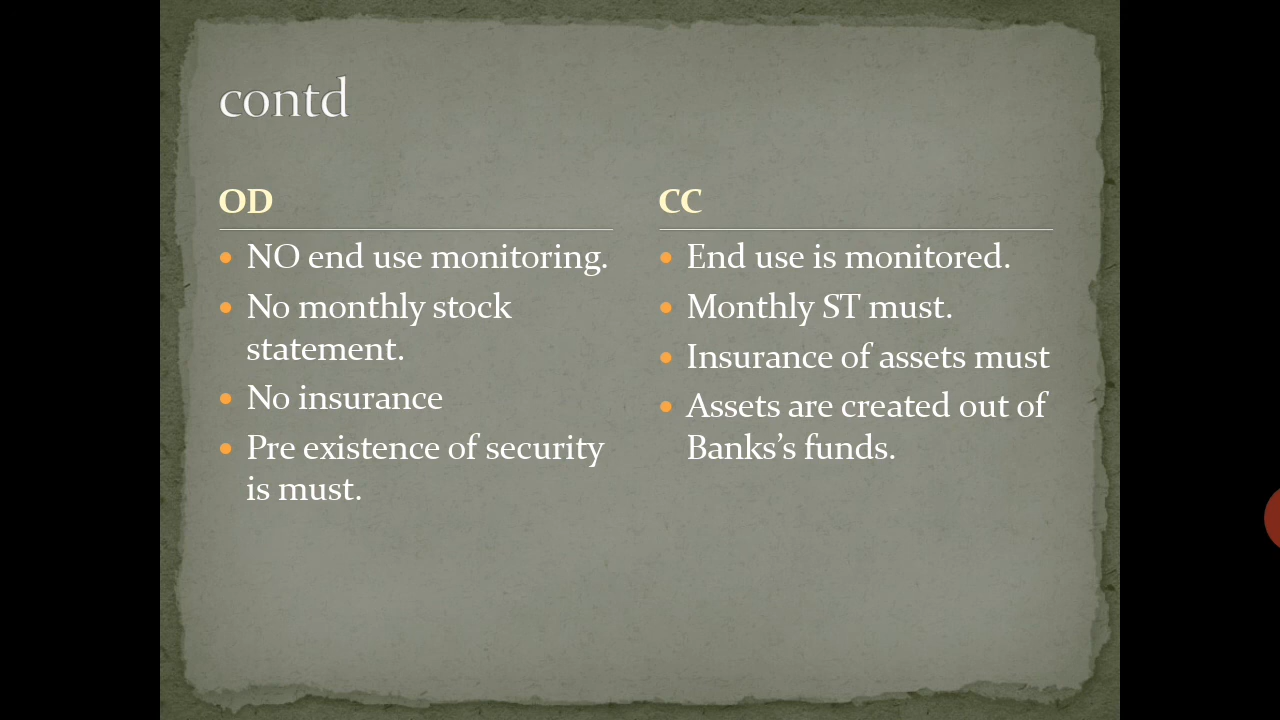 contd
OD
NO end use monitoring.
No monthly stock
statement.
No insurance
Pre existence of security
is must.
CC
End use is monitored.
Monthly ST must.
Insurance of assets must
Assets are created out of
Banks’s funds.